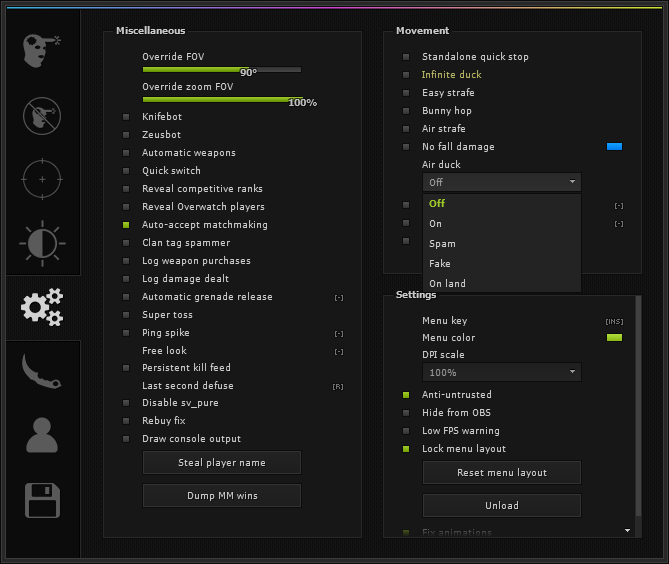 Miscellaneous
Override FOV
90°
Override zoom FOV
100%
Knifebot
Zeusbot
Automatic weapons
Quick switch
Reveal competitive ranks
Reveal Overwatch players
Auto-accept matchmaking
Clan tag spammer
Log weapon purchases
Log damage dealt
Automatic grenade release [-]
Super toss
Ping spike [-]
Free look [-]
Persistent kill feed
Last second defuse [R]
Disable sv_pure
Rebuy fix
Draw console output
Steal player name
Dump MM wins
Movement
Standalone quick stop
Infinite duck
Easy strafe
Bunny hop
Air strafe
No fall damage
Air duck
Off
Off [-]
On [-]
Spam
Fake
On land
Settings
Menu key [INS]
Menu color
DPI scale
100%
Anti-untrusted
Hide from OBS
Low FPS warning
Lock menu layout
Reset menu layout
Unload
Fix animations